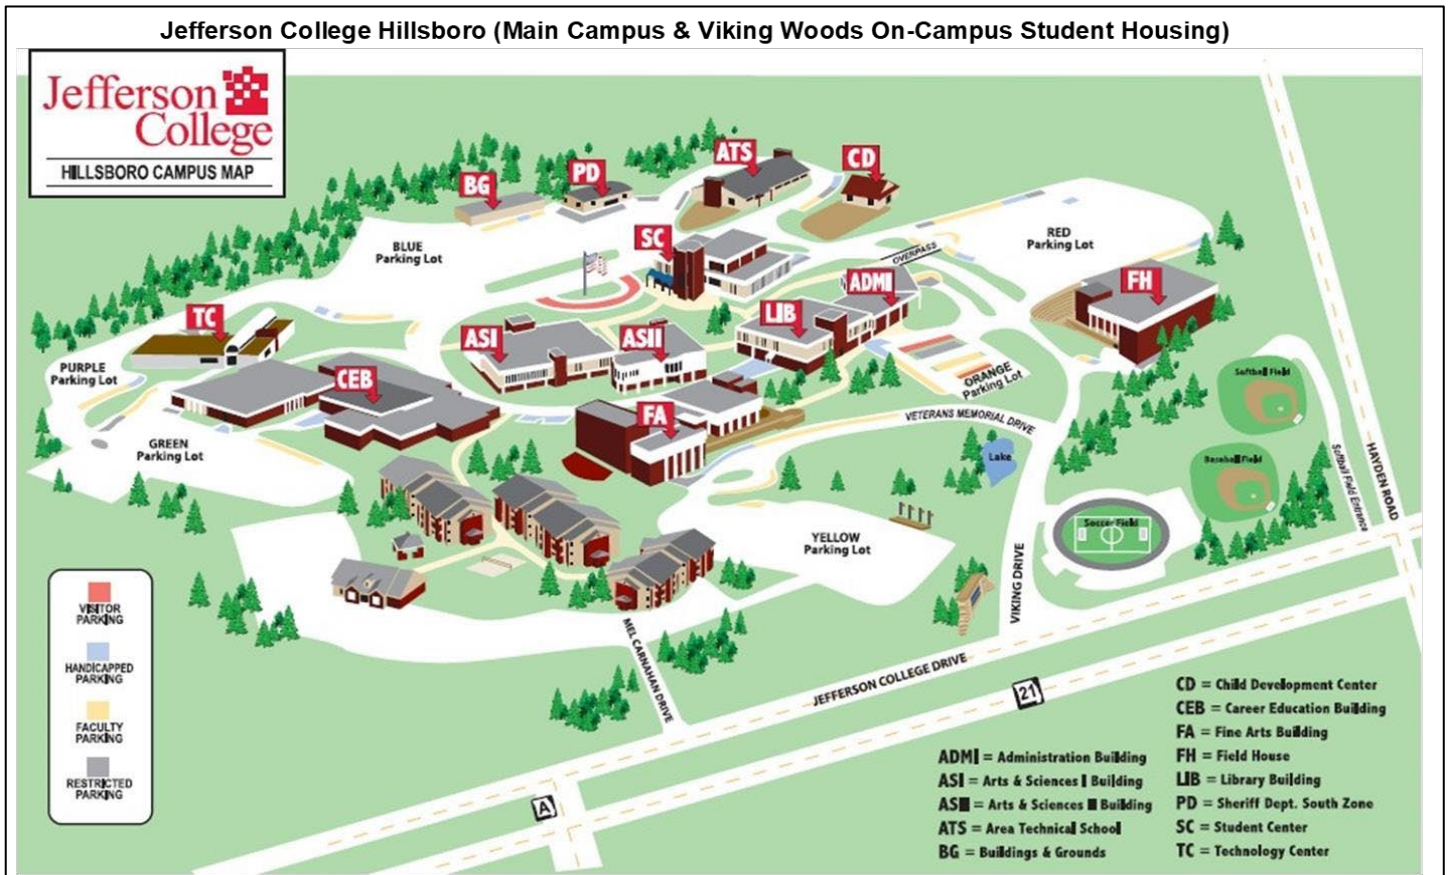 Jefferson College Hillsboro (Main Campus & Viking Woods On-Campus Student Housing)
Jefferson
College
HILLSBORO CAMPUS MAP
ATS
CD
PD
BG
SC
BLUE
Parking Lot
RED
Parking Lot
OVERPASS
ADMI
FH
LIB
TC
ASI
ASII
PURPLE
Parking Lot
CEB
ORANGE
Parking Lot
Softball Field
FA
VETERANS MEMORIAL DRIVE
GREEN
Parking Lot
Lake
Baseball Field
Softball Field Entrance
HAYDEN ROAD
Soccer Field
YELLOW
Parking Lot
VIKING DRIVE
MEL CARNAHAN DRIVE
JEFFERSON COLLEGE DRIVE
21
A
VISITOR
PARKING
HANDICAPPED
PARKING
FACULTY
PARKING
RESTRICTED
PARKING
ADMI = Administration Building
ASI = Arts & Sciences I Building
ASII = Arts & Sciences II Building
ATS = Area Technical School
BG = Buildings & Grounds
CD = Child Development Center
CEB = Career Education Building
FA = Fine Arts Building
FH = Field House
LIB = Library Building
PD = Sheriff Dept. South Zone
SC = Student Center
TC = Technology Center